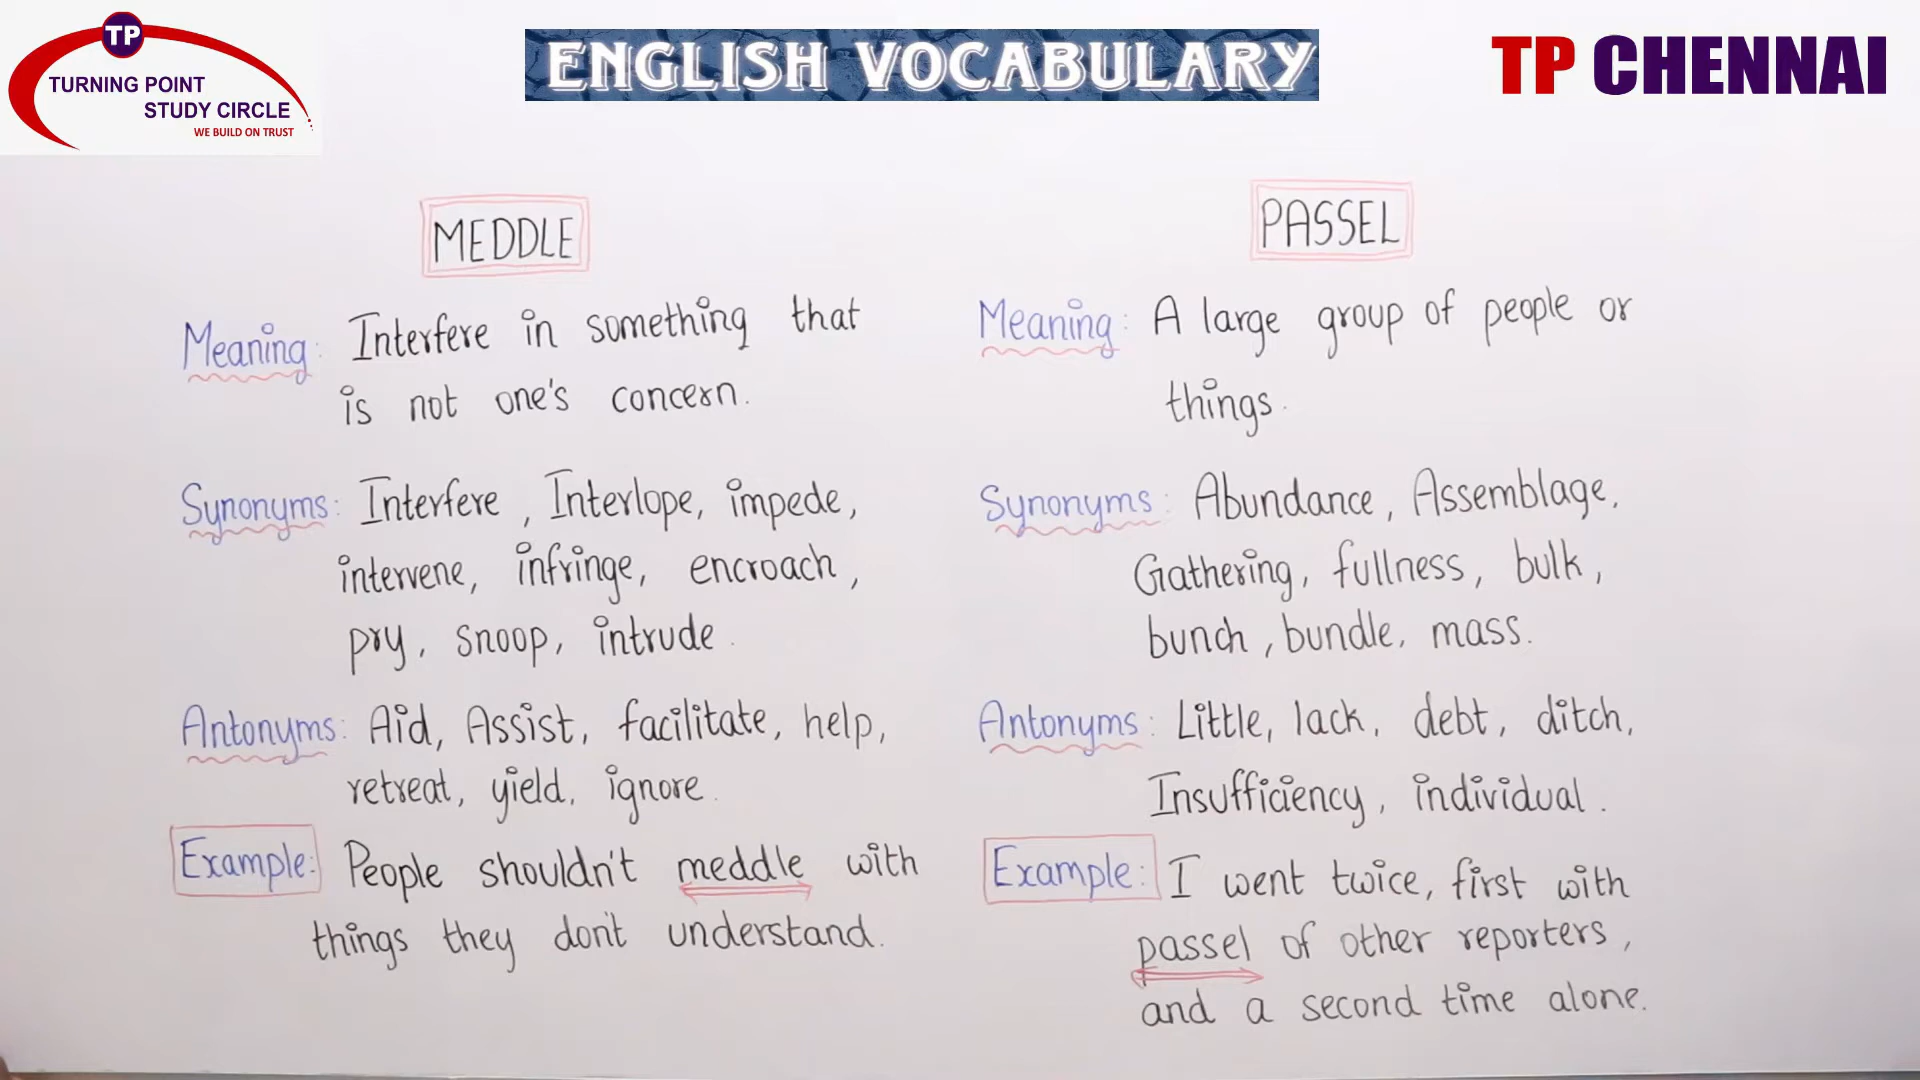 TP
TURNING POINT
STUDY CIRCLE
WE BUILD ON TRUST
ENGLISH VOCABULARY
TP CHENNAI
MEDDLE
Meaning: Interfere in something that
is not one's concern.
Synonyms: Interfere, Interlope, impede,
intervene, infringe, encroach,
pry, snoop, intrude.
Antonyms: Aid, Assist, facilitate, help,
retreat, yield, ignore.
Example: People shouldn't meddle with
things they don't understand.
PASSEL
Meaning: A large group of people or
things.
Synonyms: Abundance, Assemblage,
Gathering, fullness, bulk,
bunch, bundle, mass.
Antonyms: Little, lack, debt, ditch,
Insufficiency, individual.
Example: I went twice, first with
passel of other reporters,
and a second time alone.